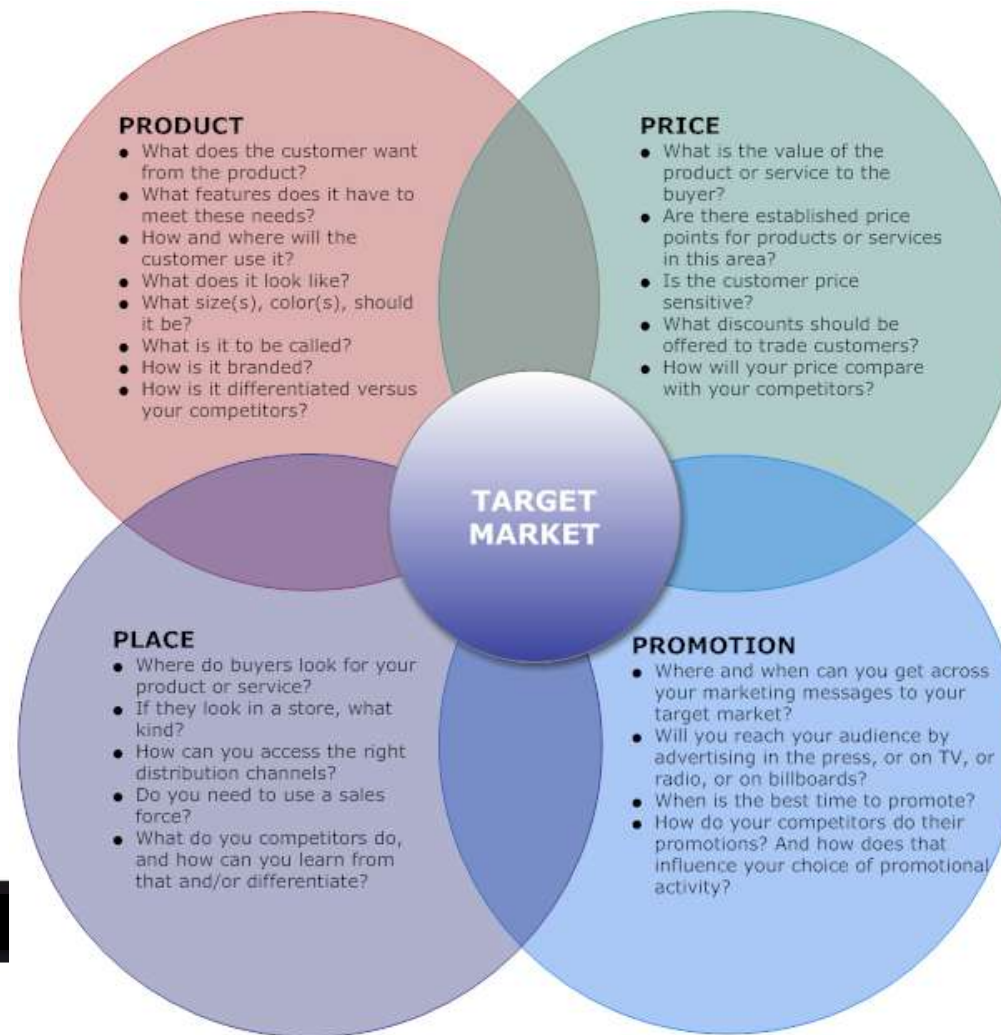 PRODUCT
● What does the customer want
from the product?
● What features does it have to
meet these needs?
● How and where will the
customer use it?
● What does it look like?
● What size(s), color(s), should
it be?
● What is it to be called?
● How is it branded?
● How is it differentiated versus
your competitors?
PRICE
● What is the value of the
product or service to the
buyer?
● Are there established price
points for products or services
in this area?
● Is the customer price
sensitive?
● What discounts should be
offered to trade customers?
● How will your price compare
with your competitors?
TARGET
MARKET
PLACE
● Where do buyers look for your
product or service?
● If they look in a store, what
kind?
● How can you access the right
distribution channels?
● Do you need to use a sales
force?
● What do you competitors do,
and how can you learn from
that and/or differentiate?
PROMOTION
● Where and when can you get across
your marketing messages to your
target market?
● Will you reach your audience by
advertising in the press, or on TV, or
radio, or on billboards?
● When is the best time to promote?
● How do your competitors do their
promotions? And how does that
influence your choice of promotional
activity?